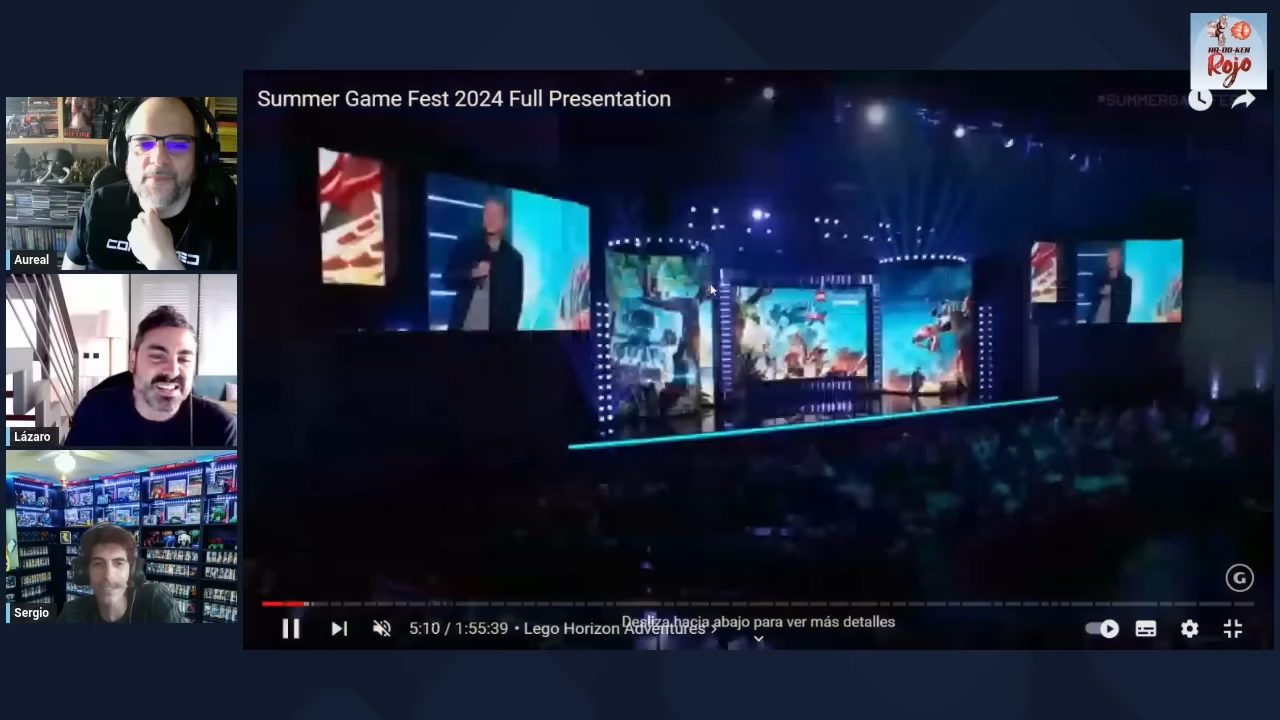 HA-DO-KEN
Rojo
Summer Game Fest 2024 Full Presentation
Aureal
Lázaro
Sergio
G
Desliza hacia abajo para ver más detalles
5:10 / 1:55:39 • Lego Horizon Adventures ›